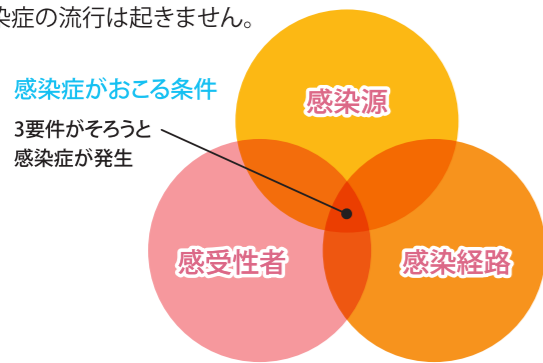 染症の流行は起きません。
感染症がおこる条件
3要件がそろうと
感染症が発生
感染源
感受性者
感染経路